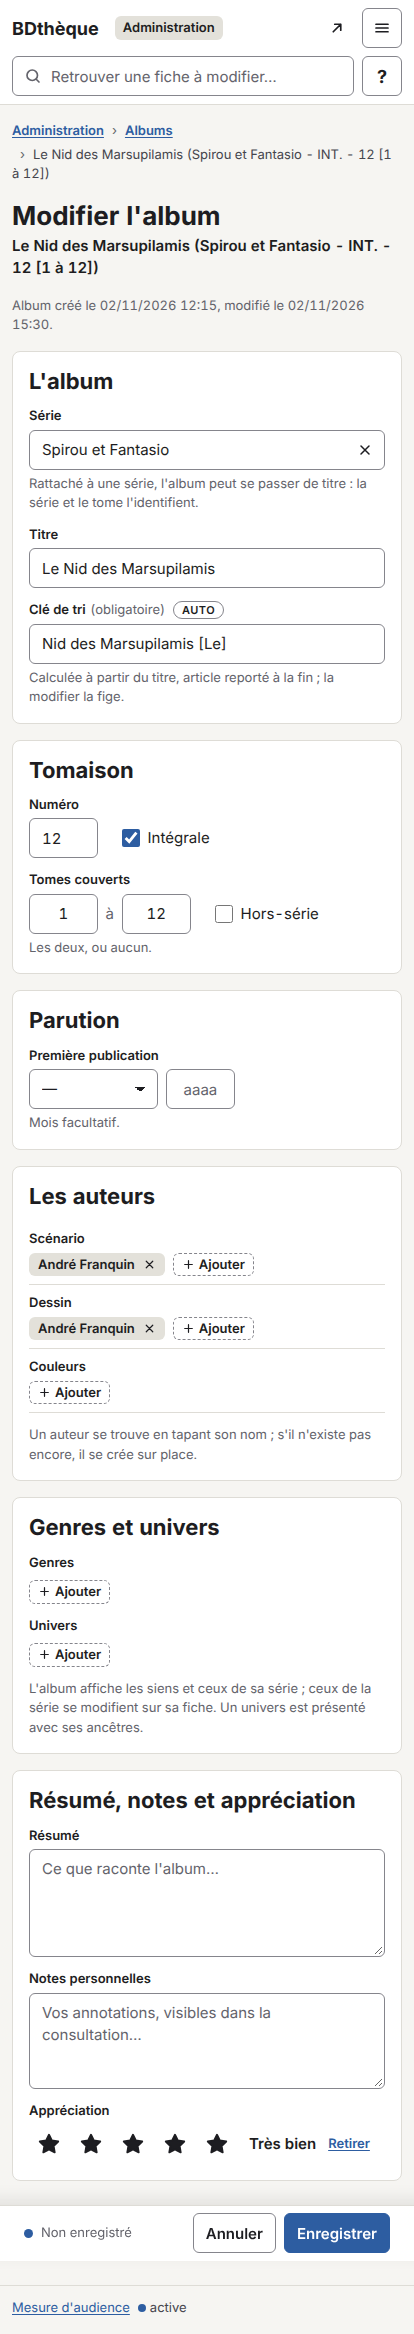 BDthèque Administration
Retrouver une fiche à modifier... ?
Administration › Albums
› Le Nid des Marsupilamis (Spirou et Fantasio - INT. - 12 [1
à 12])
Modifier l'album
Le Nid des Marsupilamis (Spirou et Fantasio - INT. -
12 [1 à 12])
Album créé le 02/11/2026 12:15, modifié le 02/11/2026
15:30.
L'album
Série
Spirou et Fantasio
Rattaché à une série, l'album peut se passer de titre : la
série et le tome l'identifient.
Titre
Le Nid des Marsupilamis
Clé de tri (obligatoire) AUTO
Nid des Marsupilamis [Le]
Calculée à partir du titre, article reporté à la fin ; la
modifier la fige.
Tomaison
Numéro
12 Intégrale
Tomes couverts
1 à 12 Hors-série
Les deux, ou aucun.
Parution
Première publication
— aaaa
Mois facultatif.
Les auteurs
Scénario
André Franquin × + Ajouter
Dessin
André Franquin × + Ajouter
Couleurs
+ Ajouter
Un auteur se trouve en tapant son nom ; s'il n'existe pas
encore, il se crée sur place.
Genres et univers
Genres
+ Ajouter
Univers
+ Ajouter
L'album affiche les siens et ceux de sa série ; ceux de la
série se modifient sur sa fiche. Un univers est présenté
avec ses ancêtres.
Résumé, notes et appréciation
Résumé
Ce que raconte l'album...
Notes personnelles
Vos annotations, visibles dans la
consultation...
Appréciation
Très bien Retirer
Non enregistré Annuler Enregistrer
Mesure d'audience active